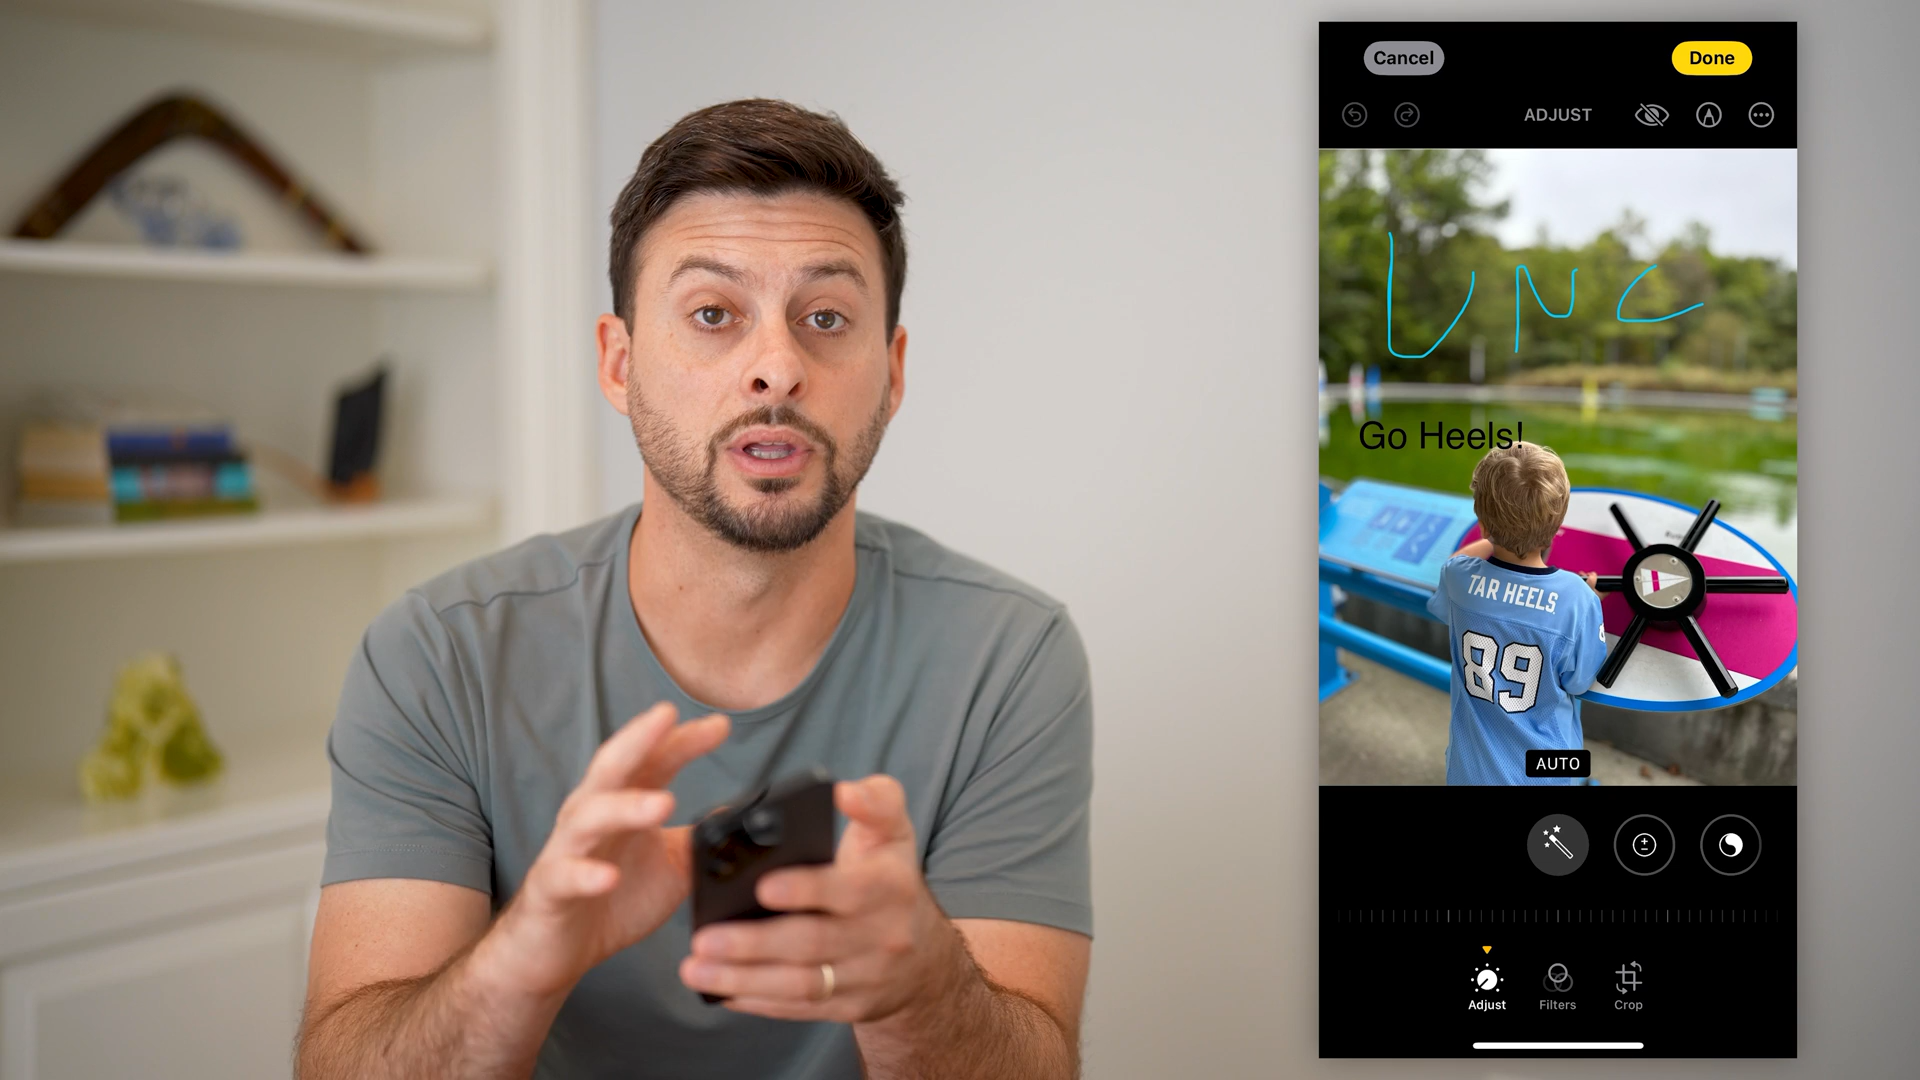 Cancel
Done
ADJUST
UNC
Go Heels!
TAR HEELS
89
AUTO
Adjust
Filters
Crop